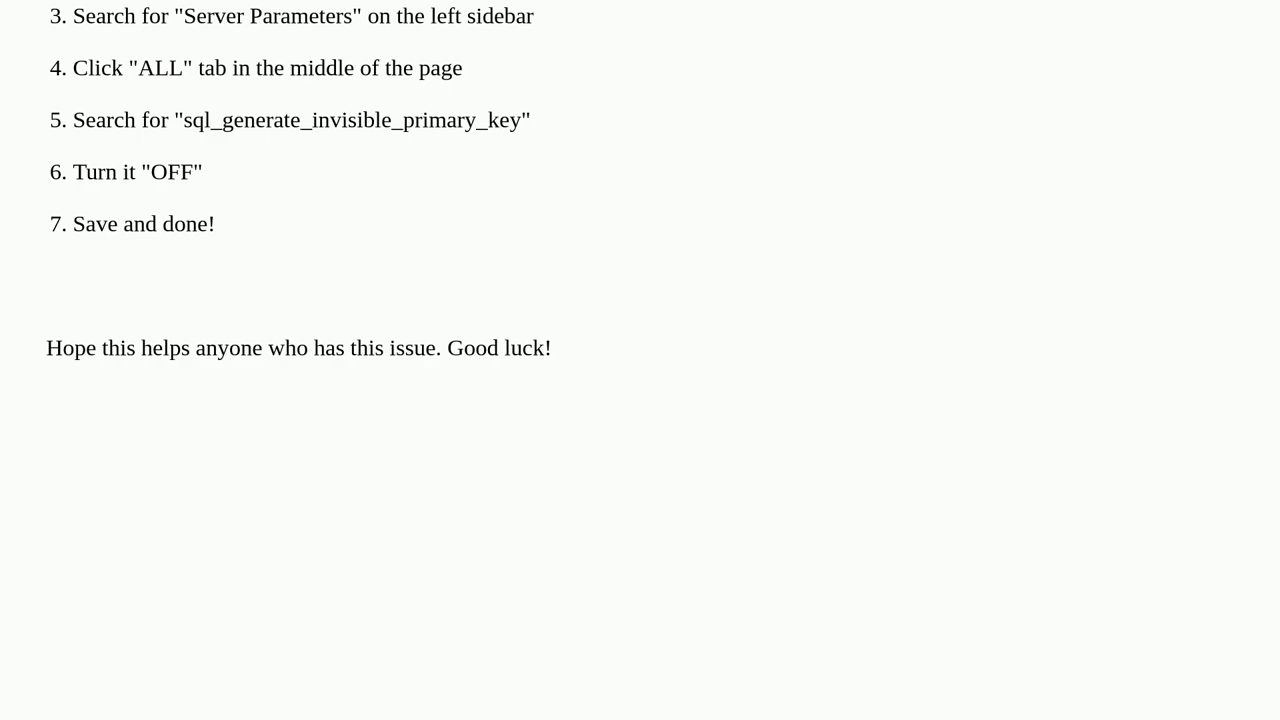 3. Search for "Server Parameters" on the left sidebar
4. Click "ALL" tab in the middle of the page
5. Search for "sql_generate_invisible_primary_key"
6. Turn it "OFF"
7. Save and done!
Hope this helps anyone who has this issue. Good luck!